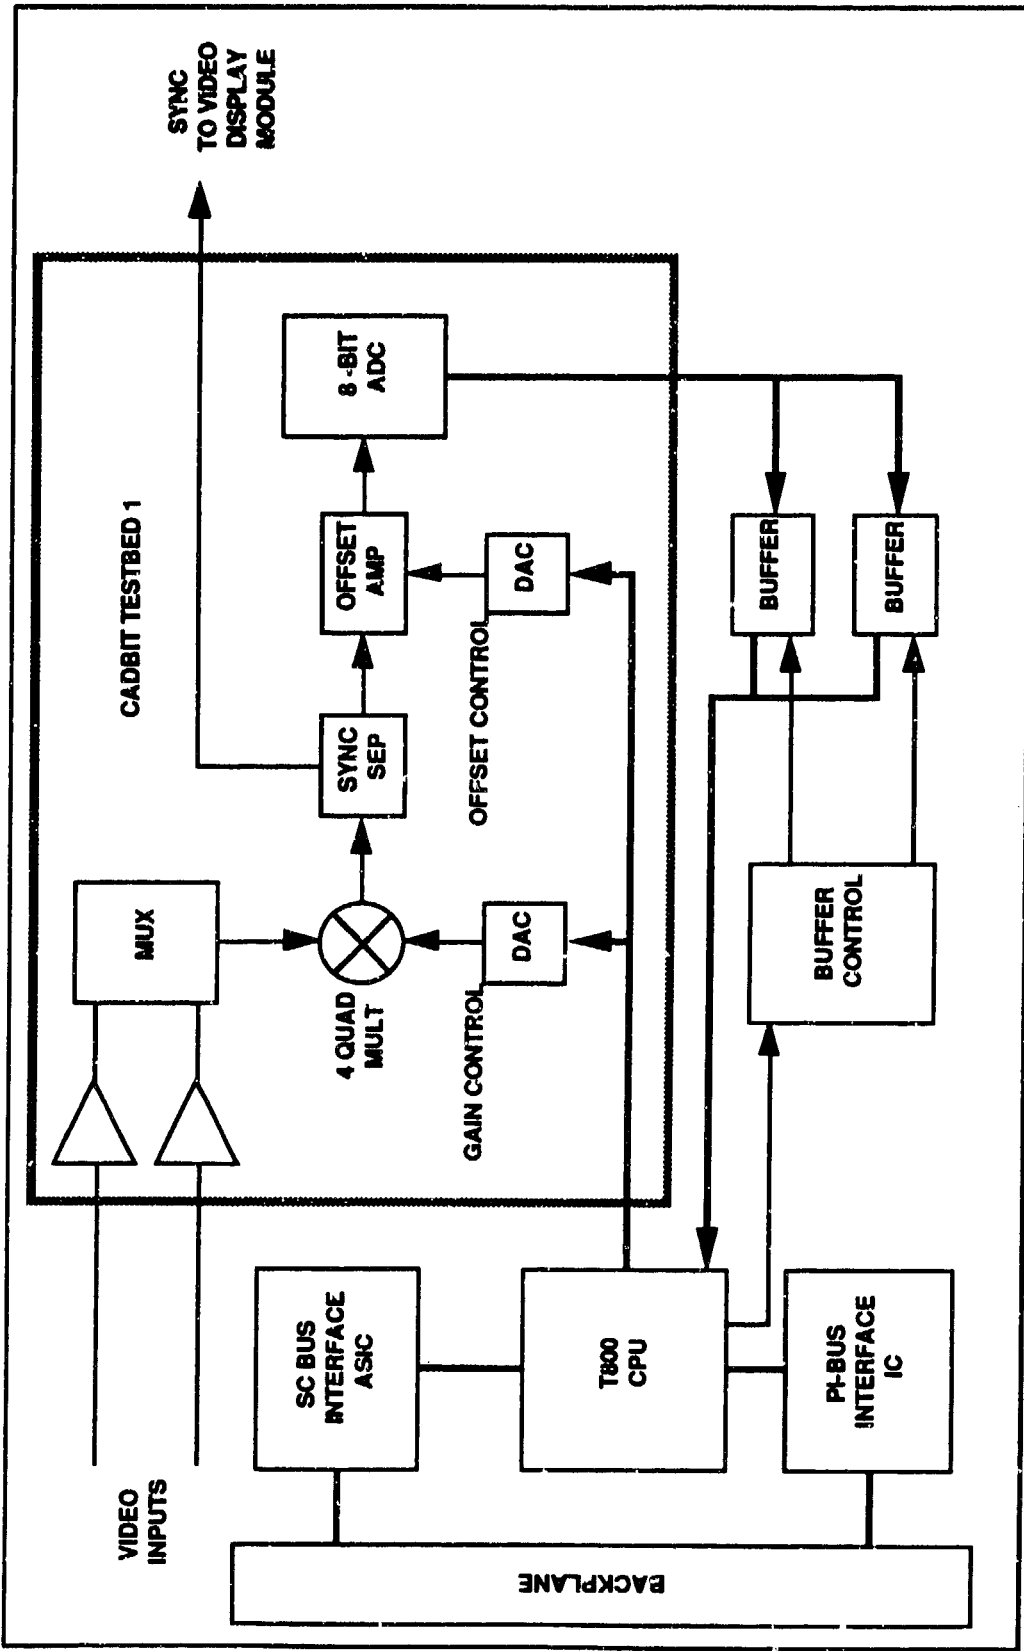 SYNC
TO VIDEO
DISPLAY
MODULE
CADBIT TESTBED 1
VIDEO
INPUTS
MUX
4 QUAD
MULT
SYNC
SEP
OFFSET
AMP
8-BIT
ADC
GAIN CONTROL
DAC
OFFSET CONTROL
DAC
BACKPLANE
SC BUS
INTERFACE
ASIC
T800
CPU
PI-BUS
INTERFACE
IC
BUFFER
CONTROL
BUFFER
BUFFER